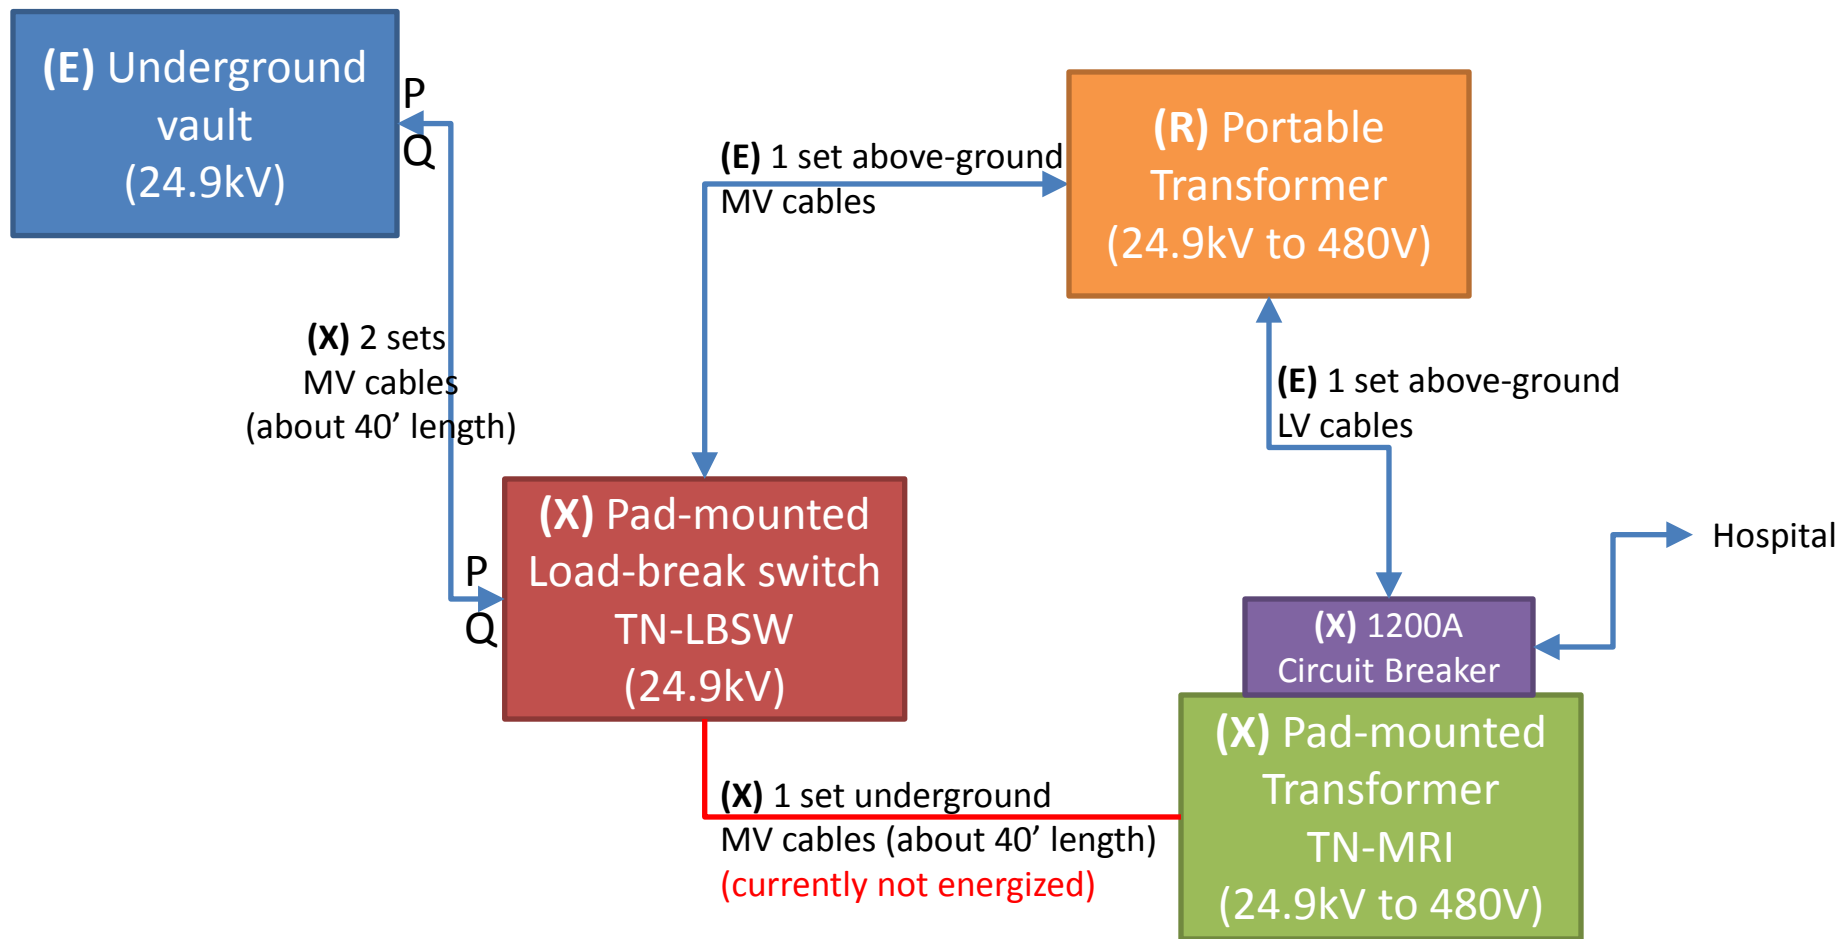 (E) Underground
vault
(24.9kV)
P
Q
(E) 1 set above-ground
MV cables
(R) Portable
Transformer
(24.9kV to 480V)
(X) 2 sets
MV cables
(about 40’ length)
(E) 1 set above-ground
LV cables
P
Q
(X) Pad-mounted
Load-break switch
TN-LBSW
(24.9kV)
Hospital
(X) 1200A
Circuit Breaker
(X) 1 set underground
MV cables (about 40’ length)
(currently not energized)
(X) Pad-mounted
Transformer
TN-MRI
(24.9kV to 480V)